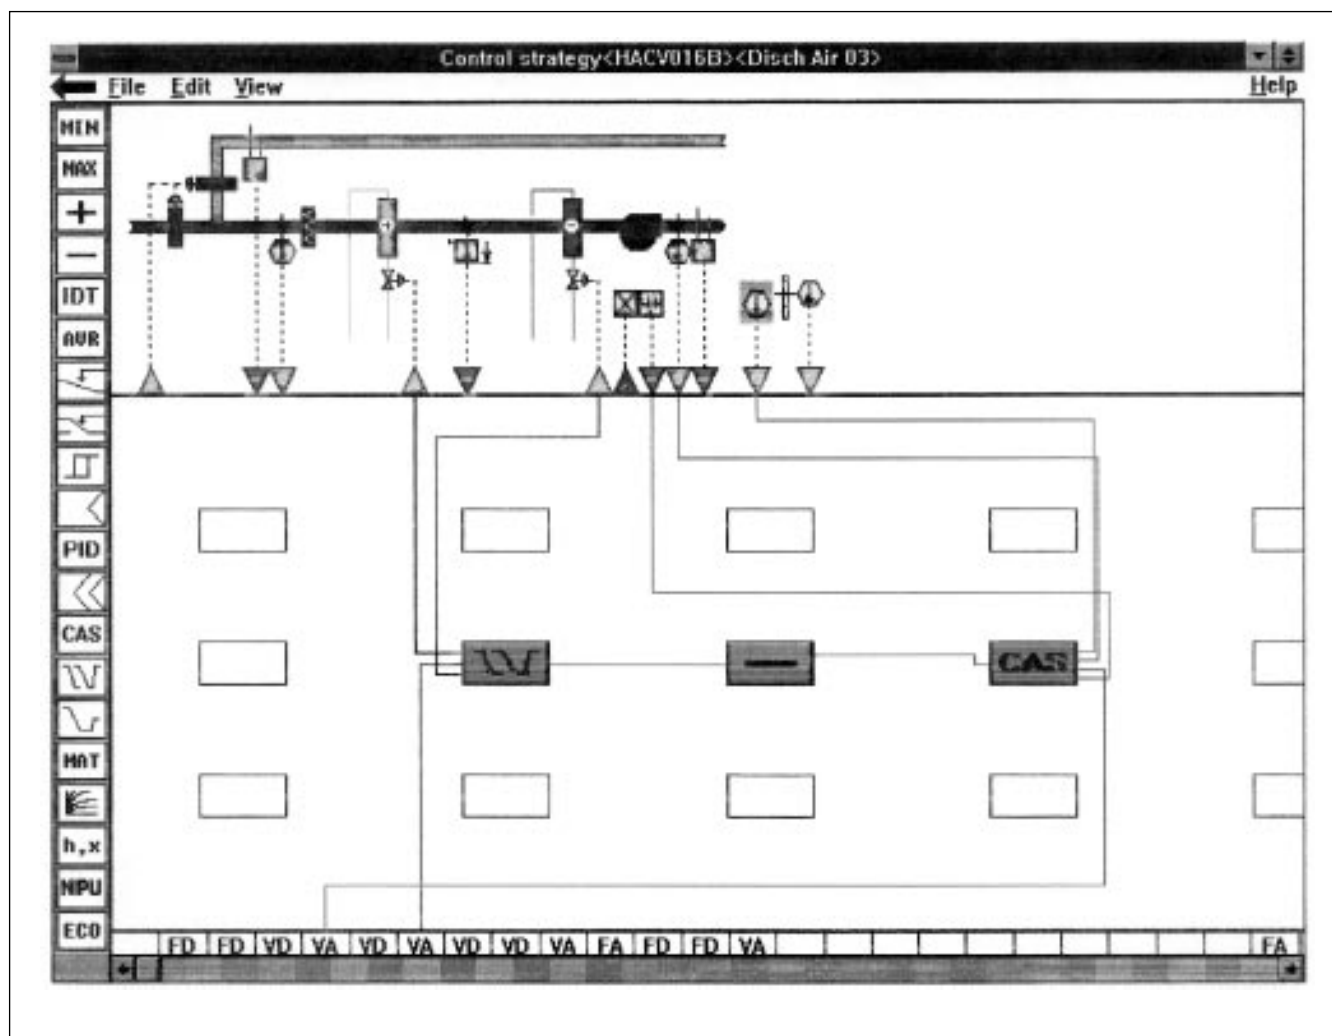 Control strategy<HACV016B><Disch Air 03>
File Edit View Help
MIN
MAX
+
−
IDT
AVR
PID
CAS
MAT
h,x
NPU
ECO
CAS
FD FD VD VA VD VA VD VD VA FA FD FD VA FA